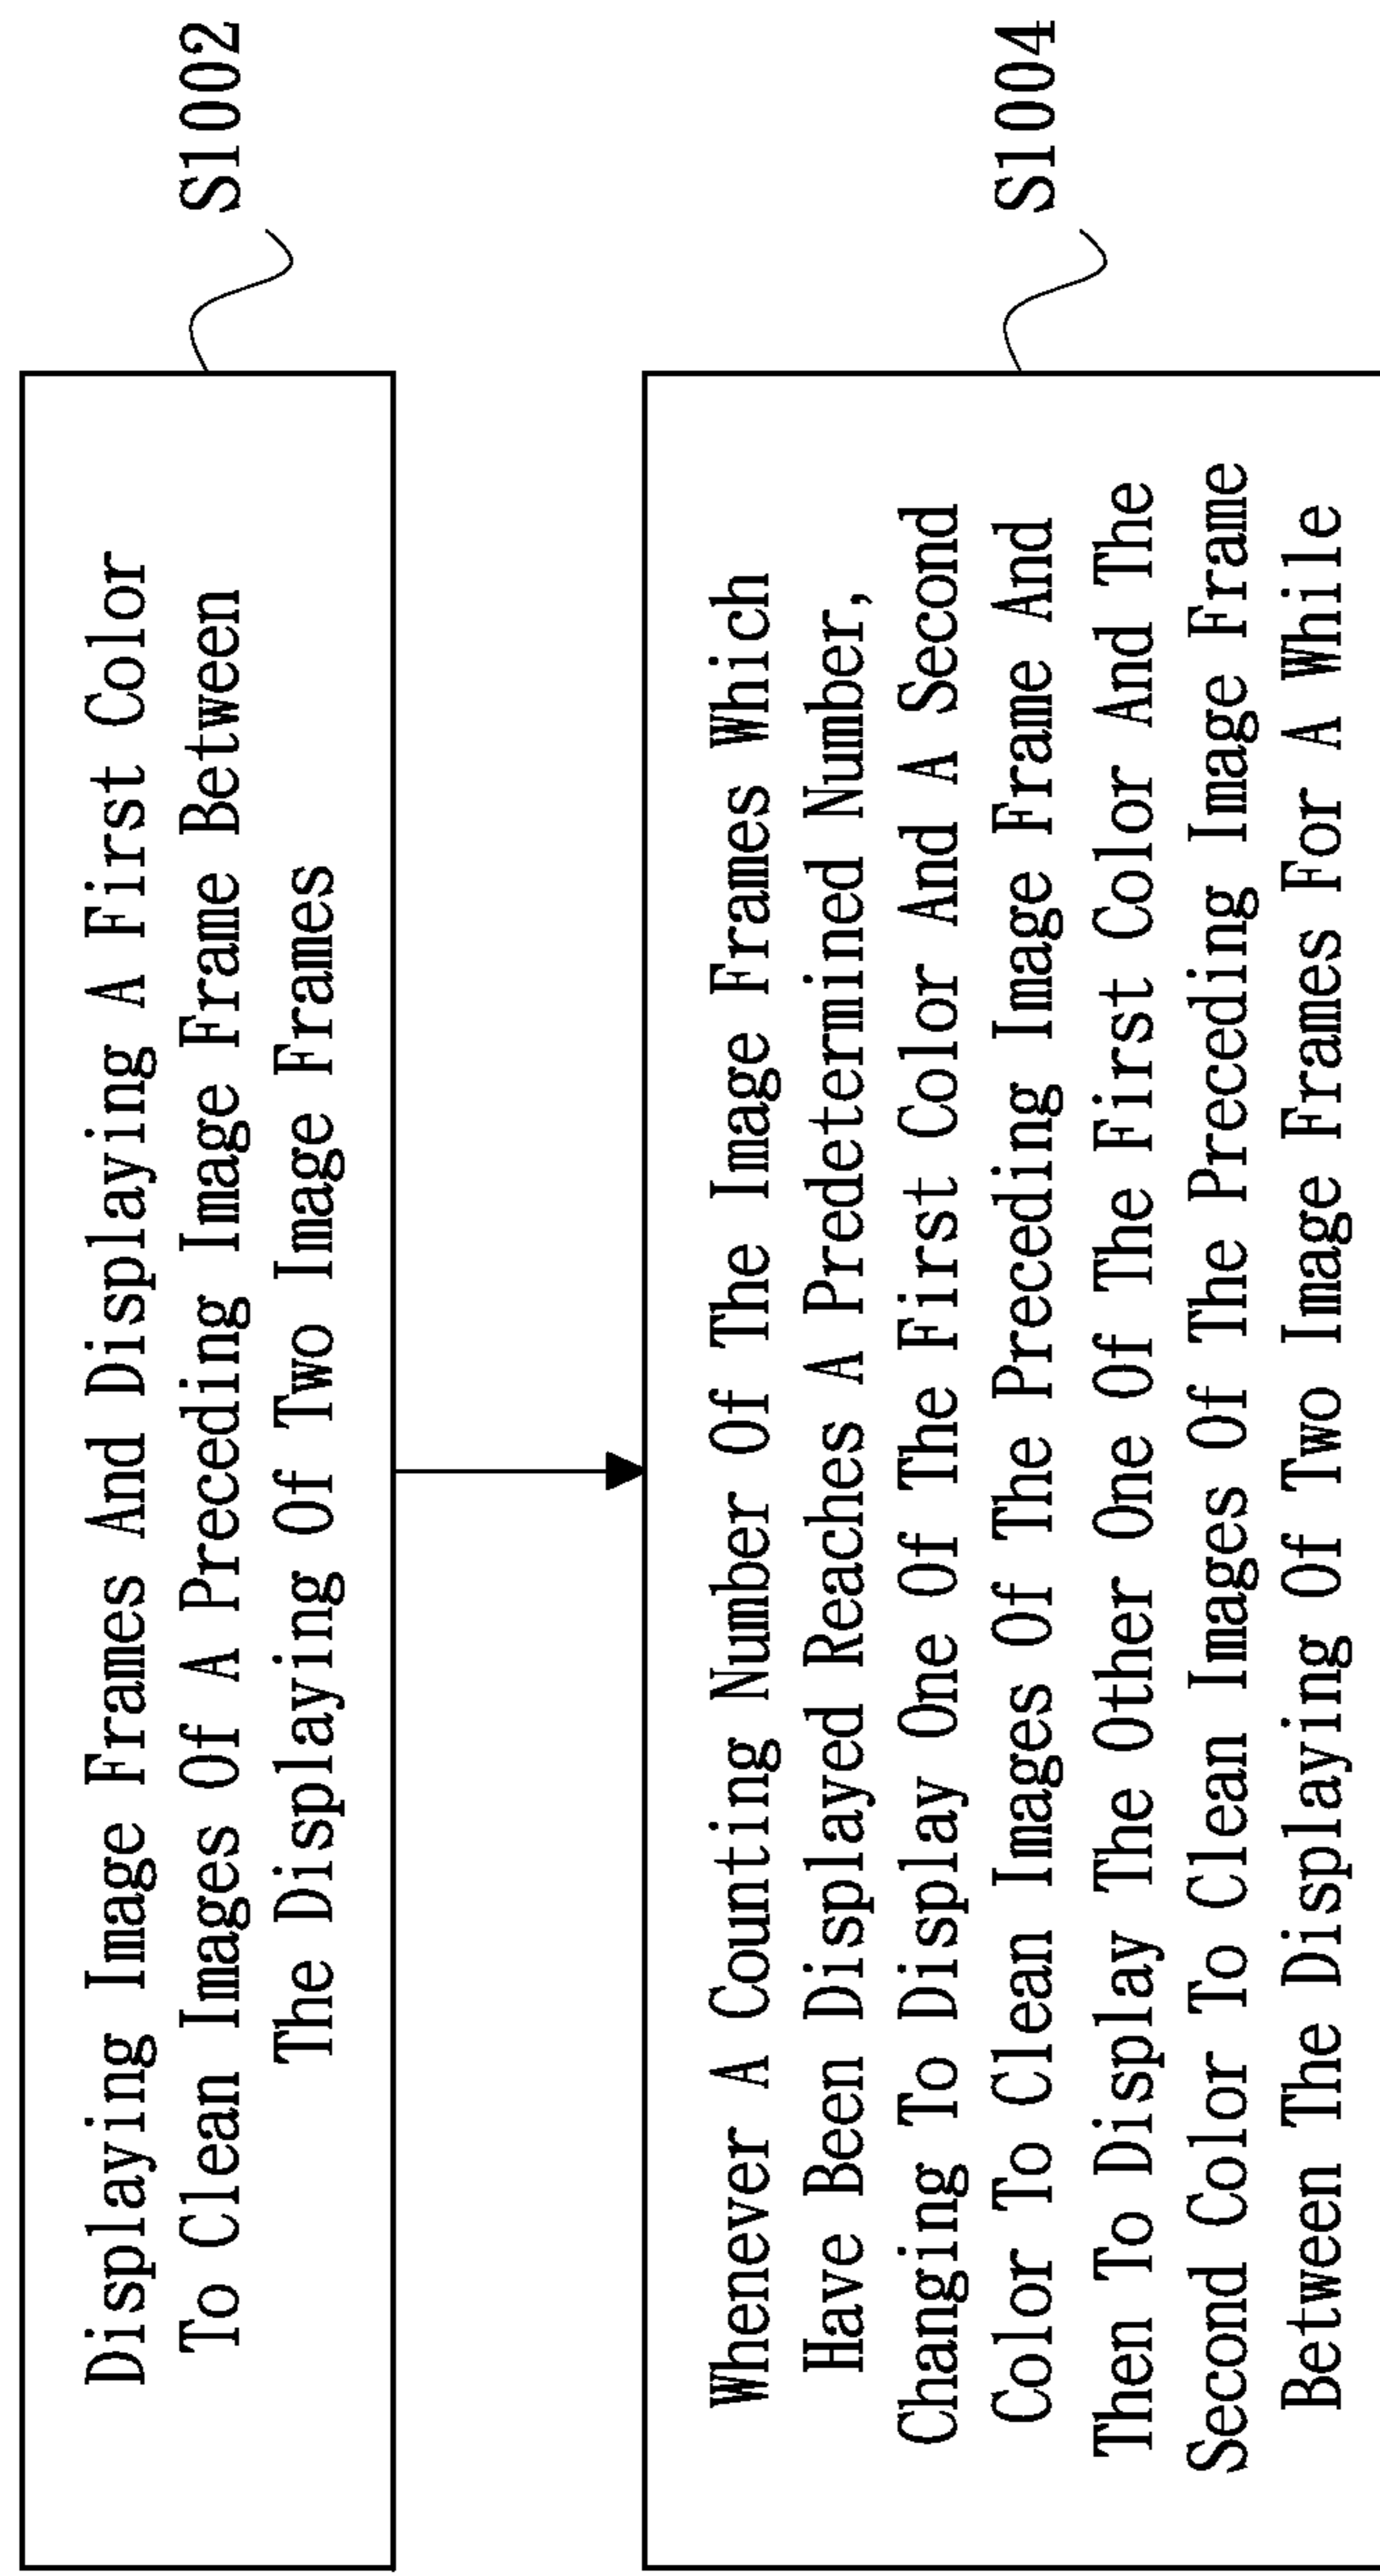 Displaying Image Frames And Displaying A First Color
To Clean Images Of A Preceding Image Frame Between
The Displaying Of Two Image Frames
S1002
Whenever A Counting Number Of The Image Frames Which
Have Been Displayed Reaches A Predetermined Number,
Changing To Display One Of The First Color And A Second
Color To Clean Images Of The Preceding Image Frame And
Then To Display The Other One Of The First Color And The
Second Color To Clean Images Of The Preceding Image Frame
Between The Displaying Of Two Image Frames For A While
S1004